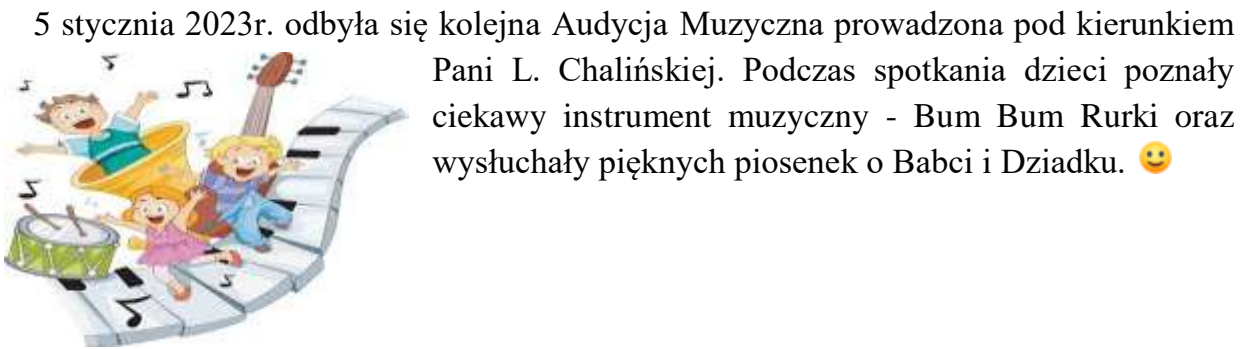 5 stycznia 2023r. odbyła się kolejna Audycja Muzyczna prowadzona pod kierunkiem
Pani L. Chalińskiej. Podczas spotkania dzieci poznały
ciekawy instrument muzyczny - Bum Bum Rurki oraz
wysłuchały pięknych piosenek o Babci i Dziadku. 🙂